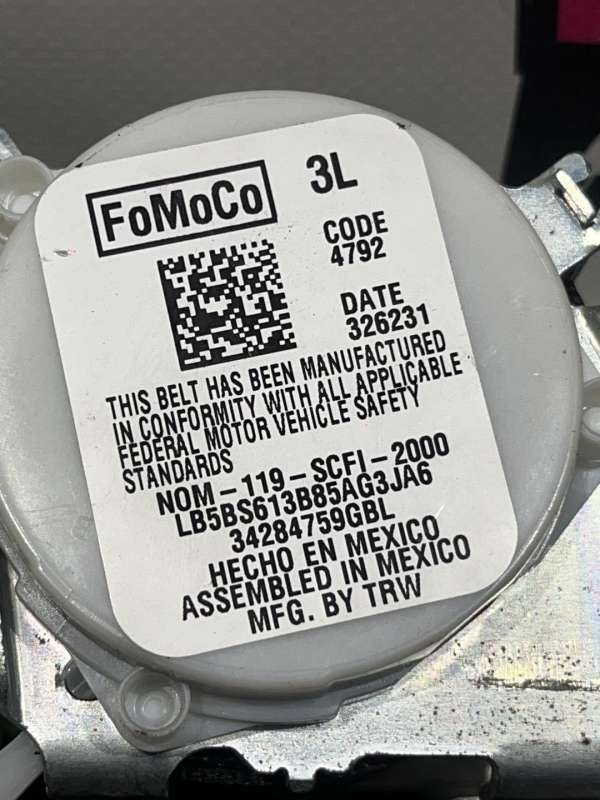 FoMoCo
3L
CODE
4792
DATE
326231
THIS BELT HAS BEEN MANUFACTURED
IN CONFORMITY WITH ALL APPLICABLE
FEDERAL MOTOR VEHICLE SAFETY
STANDARDS
NOM-119-SCFI-2000
LB5BS613B85AG3JA6
34284759GBL
HECHO EN MEXICO
ASSEMBLED IN MEXICO
MFG. BY TRW